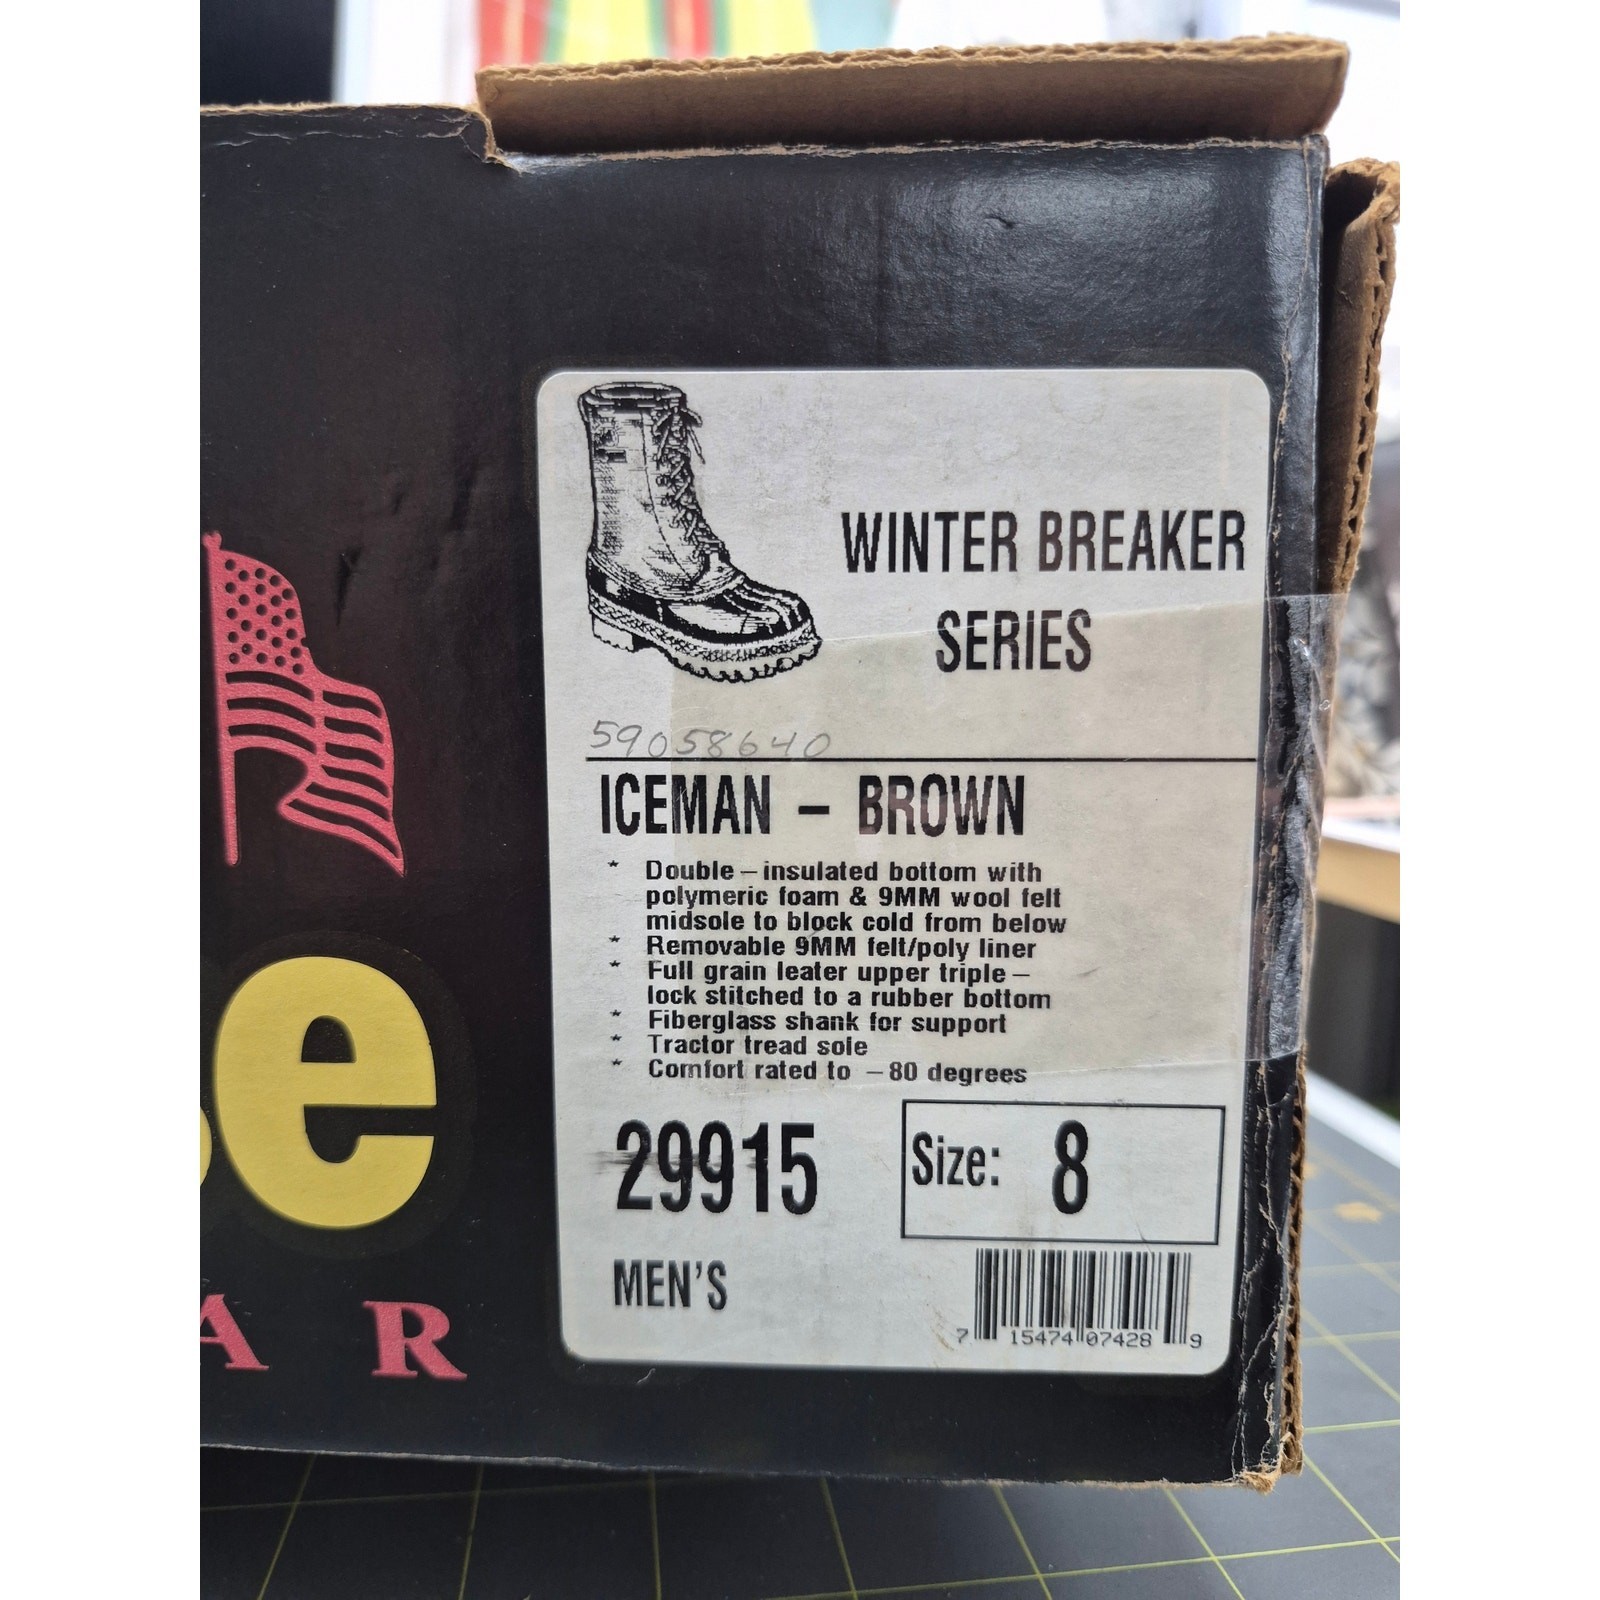 WINTER BREAKER
SERIES
59058640
ICEMAN – BROWN
* Double – insulated bottom with
polymeric foam & 9MM wool felt
midsole to block cold from below
* Removable 9MM felt/poly liner
* Full grain leater upper triple –
lock stitched to a rubber bottom
* Fiberglass shank for support
* Tractor tread sole
* Comfort rated to – 80 degrees
29915
Size: 8
MEN'S
7 15474 07428 9
e
A R